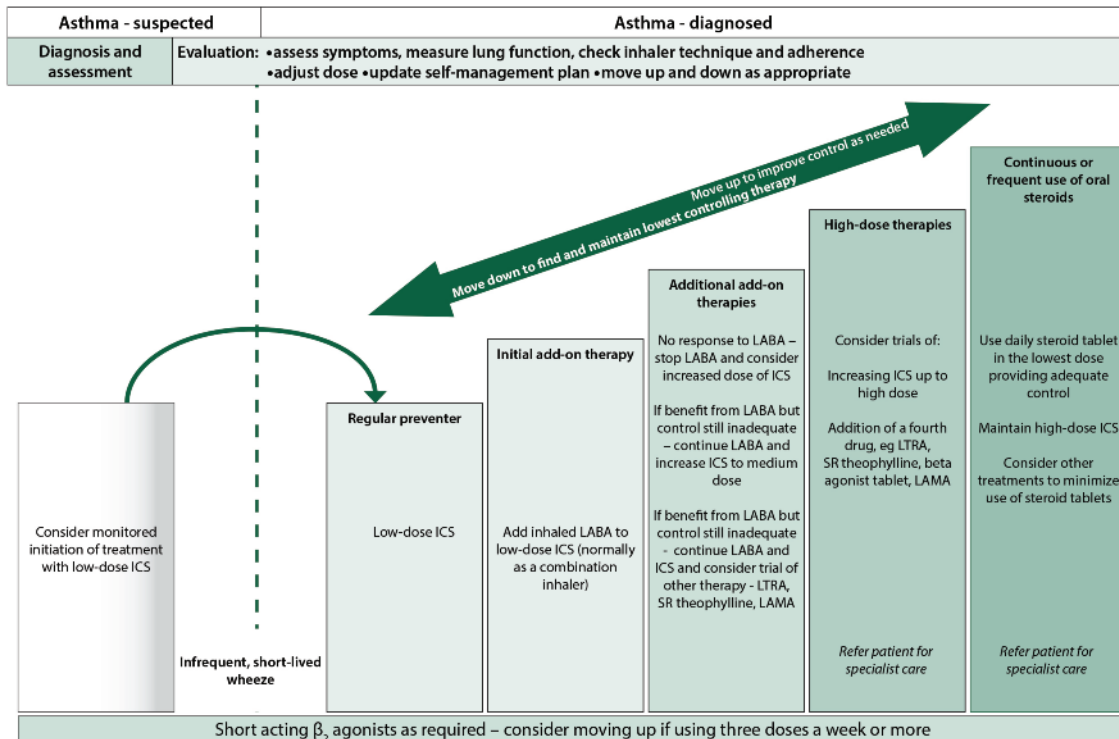 Asthma - suspected
Asthma - diagnosed
Diagnosis and
assessment
Evaluation: •assess symptoms, measure lung function, check inhaler technique and adherence
•adjust dose •update self-management plan •move up and down as appropriate
Move up to improve control as needed
Move down to find and maintain lowest controlling therapy
Consider monitored
initiation of treatment
with low-dose ICS
Infrequent, short-lived
wheeze
Regular preventer
Low-dose ICS
Initial add-on therapy
Add inhaled LABA to
low-dose ICS (normally
as a combination
inhaler)
Additional add-on
therapies
No response to LABA –
stop LABA and consider
increased dose of ICS
If benefit from LABA but
control still inadequate
– continue LABA and
increase ICS to medium
dose
If benefit from LABA but
control still inadequate
- continue LABA and
ICS and consider trial of
other therapy - LTRA,
SR theophylline, LAMA
High-dose therapies
Consider trials of:
Increasing ICS up to
high dose
Addition of a fourth
drug, eg LTRA,
SR theophylline, beta
agonist tablet, LAMA
Refer patient for
specialist care
Continuous or
frequent use of oral
steroids
Use daily steroid tablet
in the lowest dose
providing adequate
control
Maintain high-dose ICS
Consider other
treatments to minimize
use of steroid tablets
Refer patient for
specialist care
Short acting β₂ agonists as required – consider moving up if using three doses a week or more